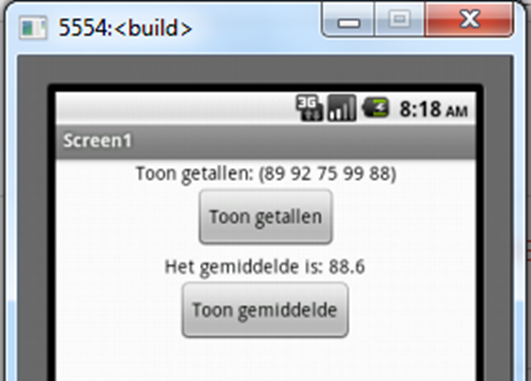 5554:<build>
3G 8:18 AM
Screen1
Toon getallen: (89 92 75 99 88)
Toon getallen
Het gemiddelde is: 88.6
Toon gemiddelde